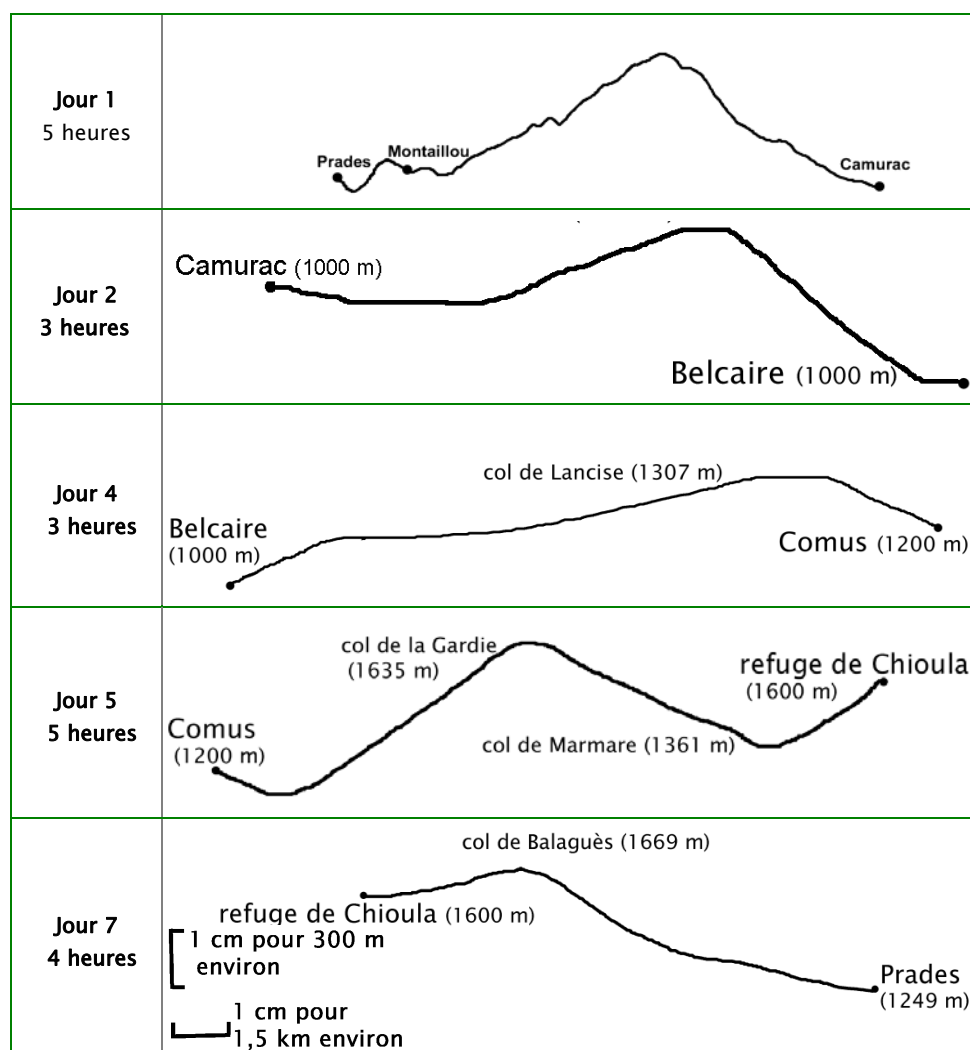 Jour 1
5 heures
Prades
Montaillou
Camurac
Jour 2
3 heures
Camurac (1000 m)
Belcaire (1000 m)
Jour 4
3 heures
Belcaire
(1000 m)
col de Lancise (1307 m)
Comus (1200 m)
Jour 5
5 heures
Comus
(1200 m)
col de la Gardie
(1635 m)
col de Marmare (1361 m)
refuge de Chioula
(1600 m)
Jour 7
4 heures
col de Balaguès (1669 m)
refuge de Chioula (1600 m)
Prades
(1249 m)
1 cm pour 300 m
environ
1 cm pour
1,5 km environ